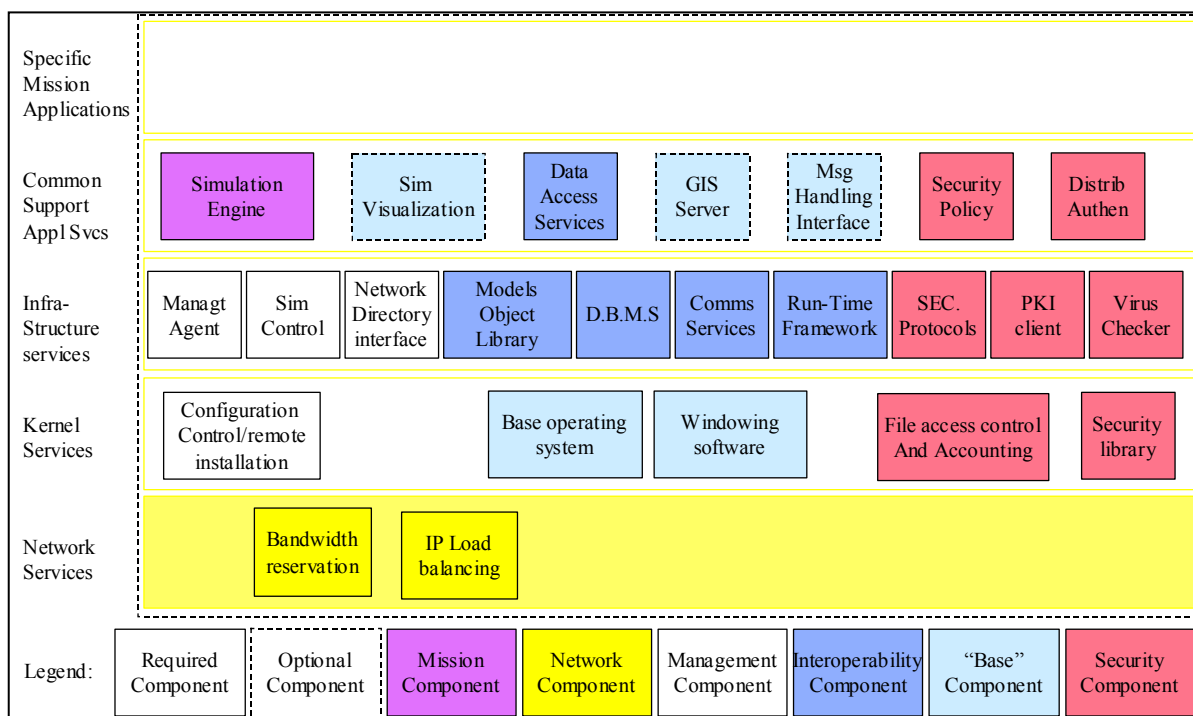 Specific
Mission
Applications
Common
Support
Appl Svcs
Simulation
Engine
Sim
Visualization
Data
Access
Services
GIS
Server
Msg
Handling
Interface
Security
Policy
Distrib
Authen
Infra-
Structure
services
Managt
Agent
Sim
Control
Network
Directory
interface
Models
Object
Library
D.B.M.S
Comms
Services
Run-Time
Framework
SEC.
Protocols
PKI
client
Virus
Checker
Kernel
Services
Configuration
Control/remote
installation
Base operating
system
Windowing
software
File access control
And Accounting
Security
library
Network
Services
Bandwidth
reservation
IP Load
balancing
Legend:
Required
Component
Optional
Component
Mission
Component
Network
Component
Management
Component
Interoperability
Component
“Base”
Component
Security
Component